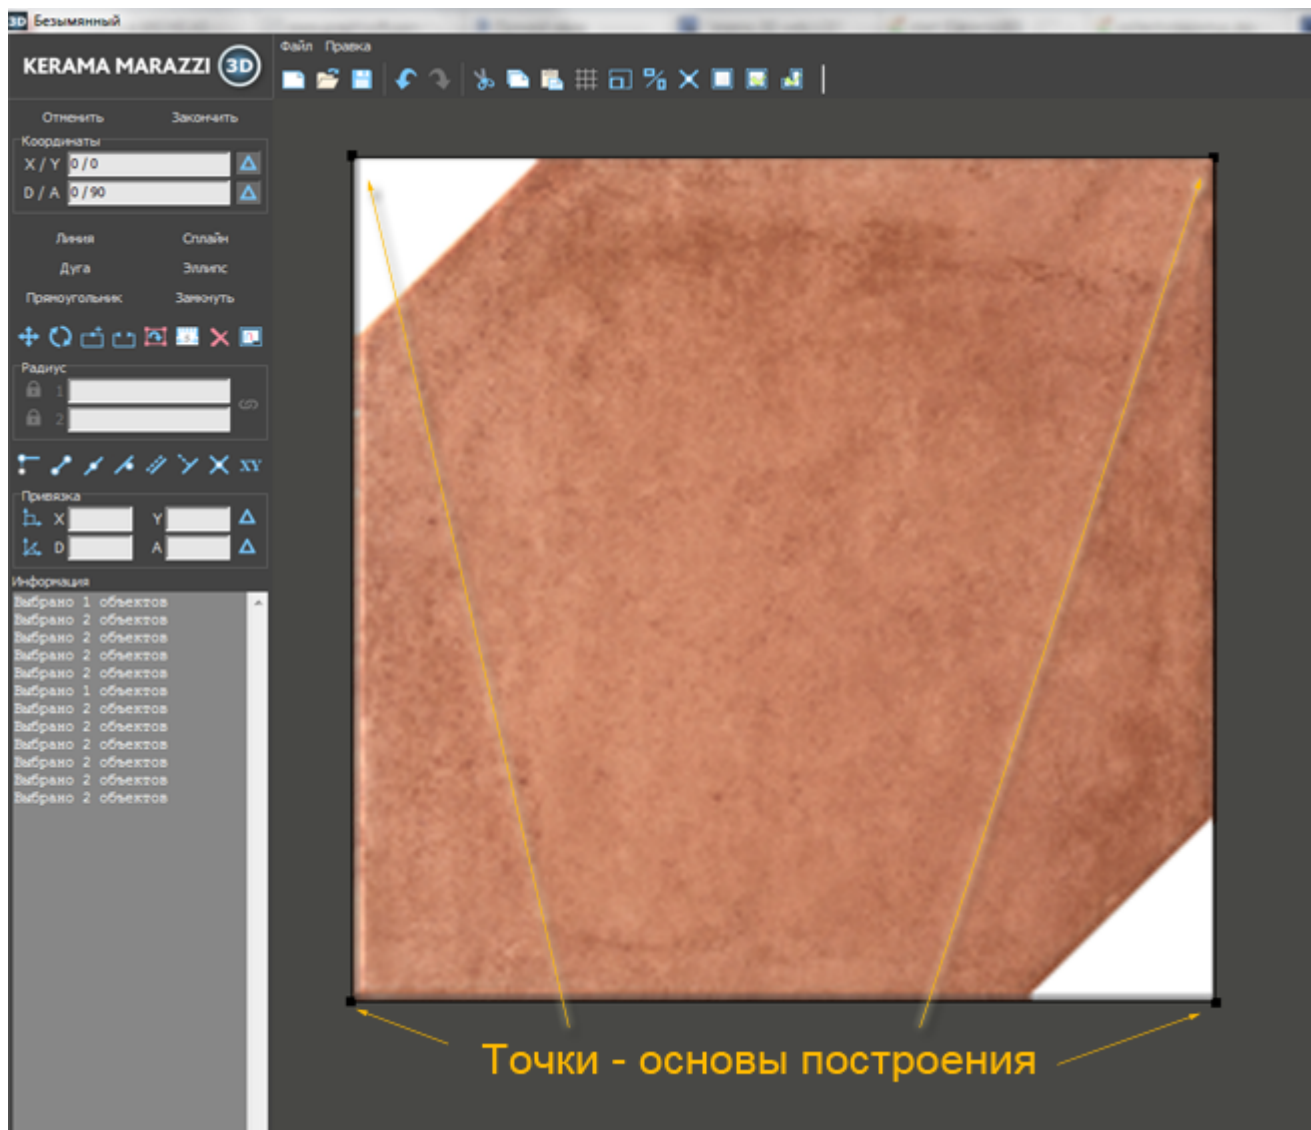 3D Безымянный
KERAMA MARAZZI 3D
Файл Правка
Отменить Закончить
Координаты
X / Y 0 / 0
D / A 0 / 90
Линия Сплайн
Дуга Эллипс
Прямоугольник Замкнуть
Радиус
1
2
XY
Привязка
X Y
D A
Информация
Выбрано 1 объектов
Выбрано 2 объектов
Выбрано 2 объектов
Выбрано 2 объектов
Выбрано 2 объектов
Выбрано 1 объектов
Выбрано 2 объектов
Выбрано 2 объектов
Выбрано 2 объектов
Выбрано 2 объектов
Выбрано 2 объектов
Выбрано 2 объектов
Точки - основы построения